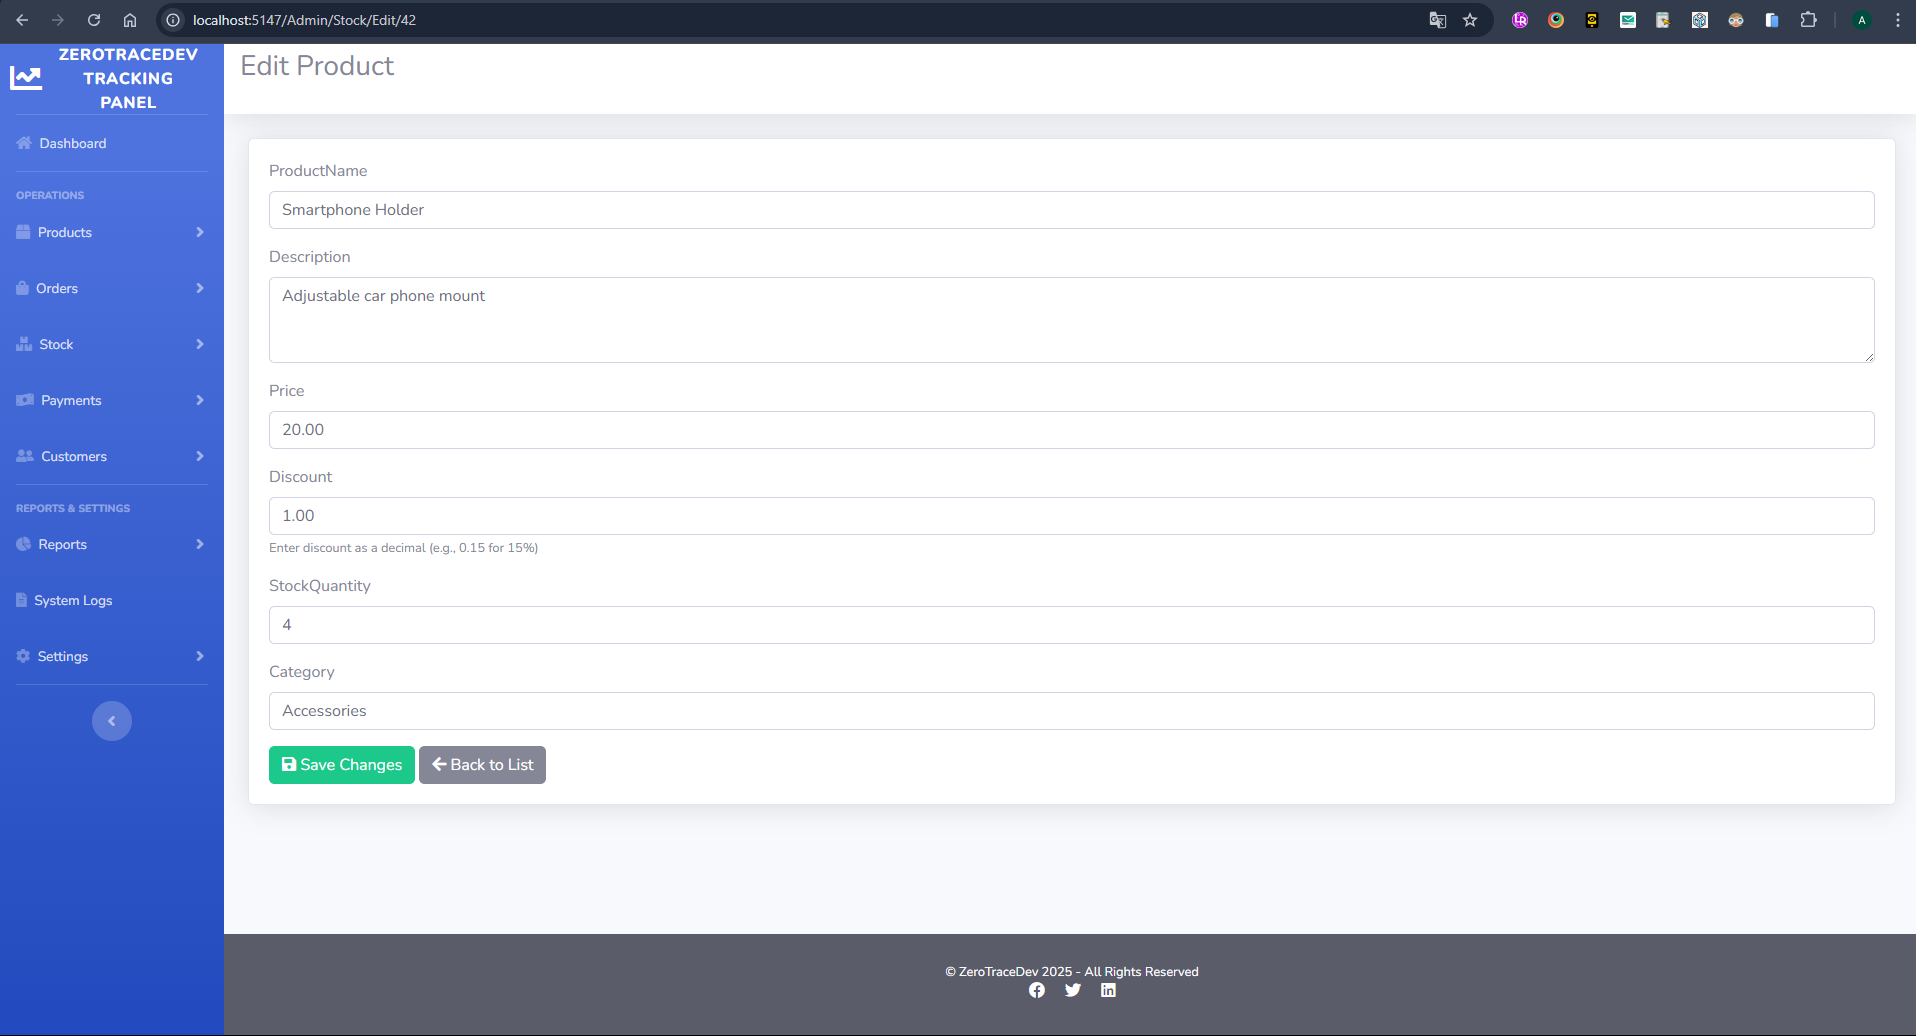 localhost:5147/Admin/Stock/Edit/42
A
ZEROTRACEDEV
TRACKING
PANEL
Dashboard
OPERATIONS
Products
Orders
Stock
Payments
Customers
REPORTS & SETTINGS
Reports
System Logs
Settings
Edit Product
ProductName
Smartphone Holder
Description
Adjustable car phone mount
Price
20.00
Discount
1.00
Enter discount as a decimal (e.g., 0.15 for 15%)
StockQuantity
4
Category
Accessories
Save Changes
Back to List
© ZeroTraceDev 2025 - All Rights Reserved